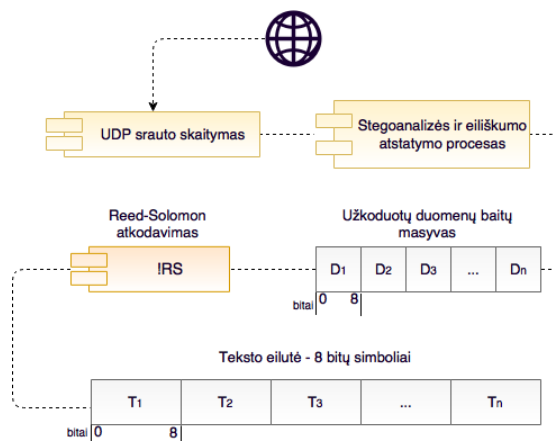 UDP srauto skaitymas
Stegoanalizės ir eiliškumo
atstatymo procesas
Reed-Solomon
atkodavimas
!RS
Užkoduotų duomenų baitų
masyvas
D1 D2 D3 ... Dn
bitai 0 8
Teksto eilutė - 8 bitų simboliai
T1 T2 T3 ... Tn
bitai 0 8